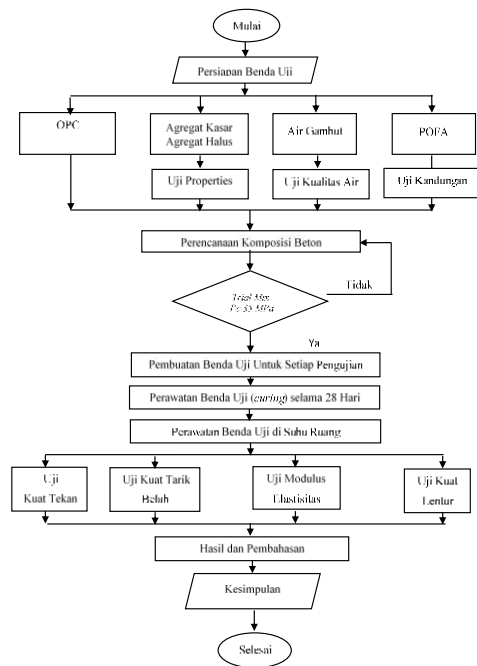 Mulai
Persiapan Benda Uji
OPC
Agregat Kasar
Agregat Halus
Air Gambut
POFA
Uji Properties
Uji Kualitas Air
Uji Kandungan
Perencanaan Komposisi Beton
Tidak
Trial Mix
Fc 35 MPa
Ya
Pembuatan Benda Uji Untuk Setiap Pengujian
Perawatan Benda Uji (curing) selama 28 Hari
Perawatan Benda Uji di Suhu Ruang
Uji
Kuat Tekan
Uji Kuat Tarik
Belah
Uji Modulus
Elastisitas
Uji Kuat
Lentur
Hasil dan Pembahasan
Kesimpulan
Selesai